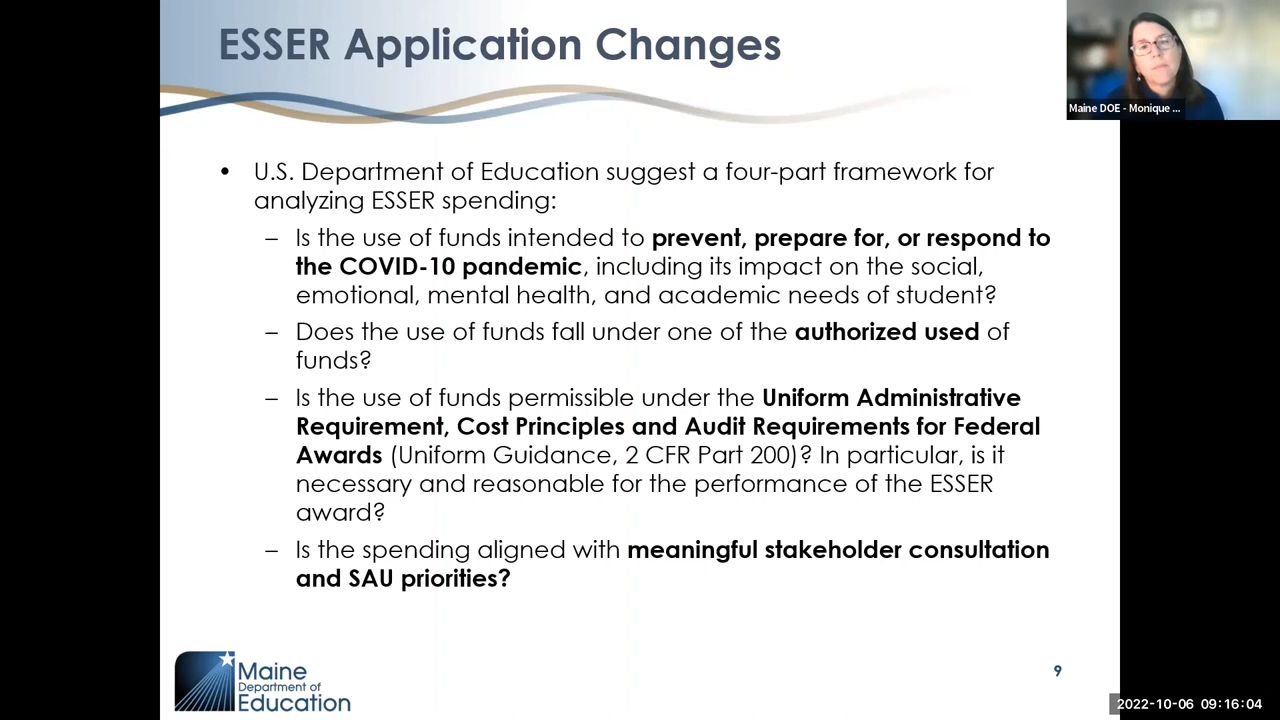 ESSER Application Changes
Maine DOE - Monique ...
• U.S. Department of Education suggest a four-part framework for
analyzing ESSER spending:
– Is the use of funds intended to prevent, prepare for, or respond to
the COVID-10 pandemic, including its impact on the social,
emotional, mental health, and academic needs of student?
– Does the use of funds fall under one of the authorized used of
funds?
– Is the use of funds permissible under the Uniform Administrative
Requirement, Cost Principles and Audit Requirements for Federal
Awards (Uniform Guidance, 2 CFR Part 200)? In particular, is it
necessary and reasonable for the performance of the ESSER
award?
– Is the spending aligned with meaningful stakeholder consultation
and SAU priorities?
Maine
Department of
Education
9
2022-10-06 09:16:04